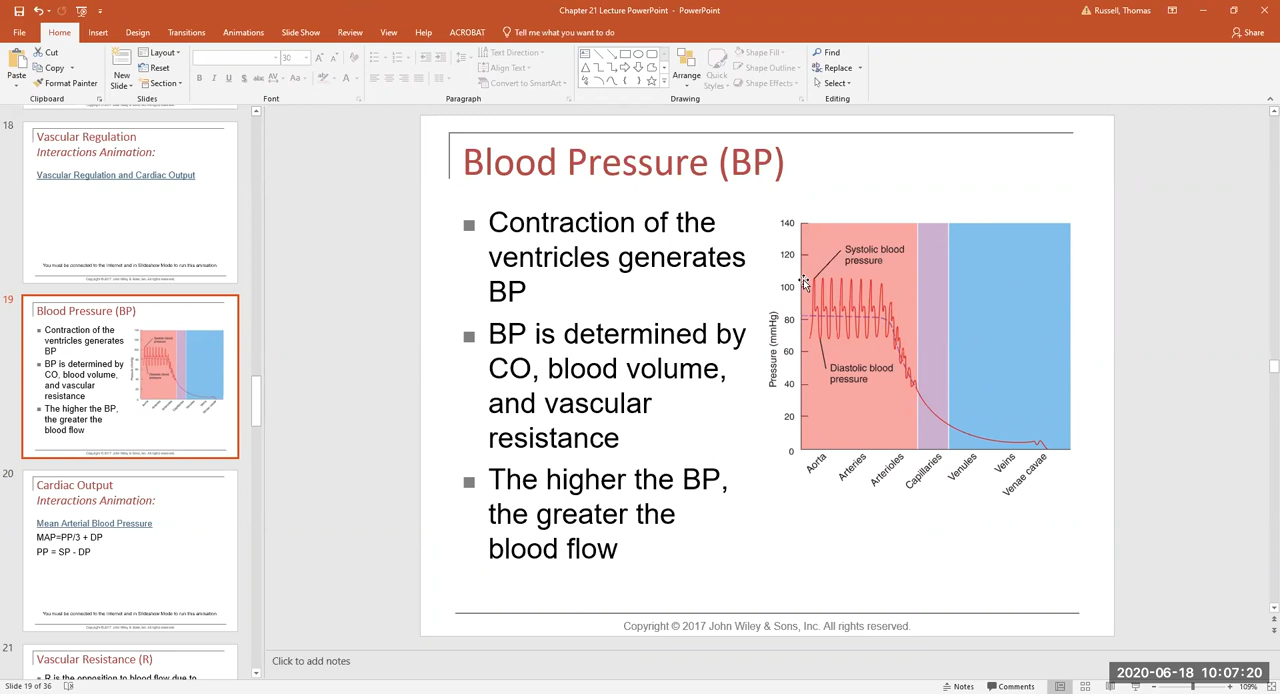 Chapter 21 Lecture PowerPoint - PowerPoint
Russell, Thomas
File Home Insert Design Transitions Animations Slide Show Review View Help ACROBAT Tell me what you want to do Share
Paste
Cut
Copy
Format Painter
Clipboard
New
Slide
Layout
Reset
Section
Slides
30
Font
Text Direction
Align Text
Convert to SmartArt
Paragraph
Arrange
Quick
Styles
Shape Fill
Shape Outline
Shape Effects
Drawing
Find
Replace
Select
Editing
18
Vascular Regulation
Interactions Animation:
Vascular Regulation and Cardiac Output
You must be connected to the internet and in Slideshow Mode to run this animation.
19
Blood Pressure (BP)
Contraction of the
ventricles generates
BP
BP is determined by
CO, blood volume,
and vascular
resistance
The higher the BP,
the greater the
blood flow
20
Cardiac Output
Interactions Animation:
Mean Arterial Blood Pressure
MAP=PP/3 + DP
PP = SP - DP
You must be connected to the internet and in Slideshow Mode to run this animation.
21
Vascular Resistance (R)
R is the opposition to blood flow due to
Blood Pressure (BP)
Contraction of the
ventricles generates
BP
BP is determined by
CO, blood volume,
and vascular
resistance
The higher the BP,
the greater the
blood flow
Pressure (mmHg)
140
120
100
80
60
40
20
0
Systolic blood
pressure
Diastolic blood
pressure
Aorta
Arteries
Arterioles
Capillaries
Venules
Veins
Venae cavae
Copyright © 2017 John Wiley & Sons, Inc. All rights reserved.
Click to add notes
2020-06-18 10:07:20
Slide 19 of 36
Notes Comments 109%